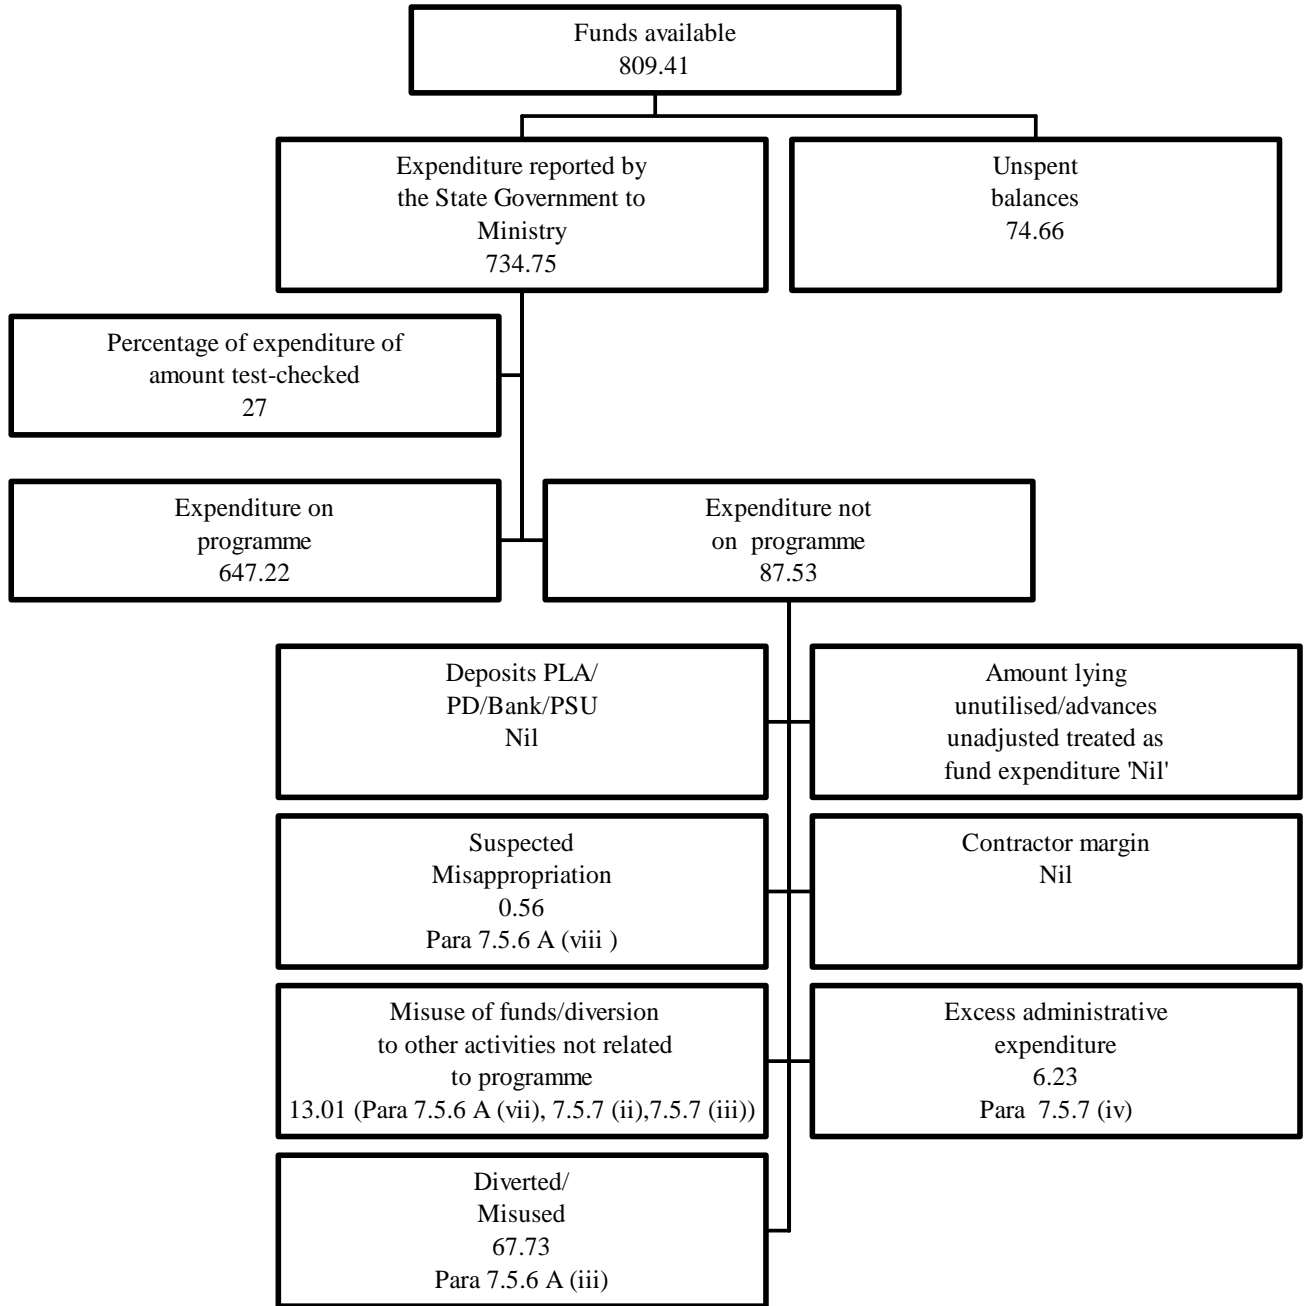 Funds available
809.41
Expenditure reported by
the State Government to
Ministry
734.75
Unspent
balances
74.66
Percentage of expenditure of
amount test-checked
27
Expenditure on
programme
647.22
Expenditure not
on programme
87.53
Deposits PLA/
PD/Bank/PSU
Nil
Amount lying
unutilised/advances
unadjusted treated as
fund expenditure 'Nil'
Suspected
Misappropriation
0.56
Para 7.5.6 A (viii )
Contractor margin
Nil
Misuse of funds/diversion
to other activities not related
to programme
13.01 (Para 7.5.6 A (vii), 7.5.7 (ii),7.5.7 (iii))
Excess administrative
expenditure
6.23
Para 7.5.7 (iv)
Diverted/
Misused
67.73
Para 7.5.6 A (iii)